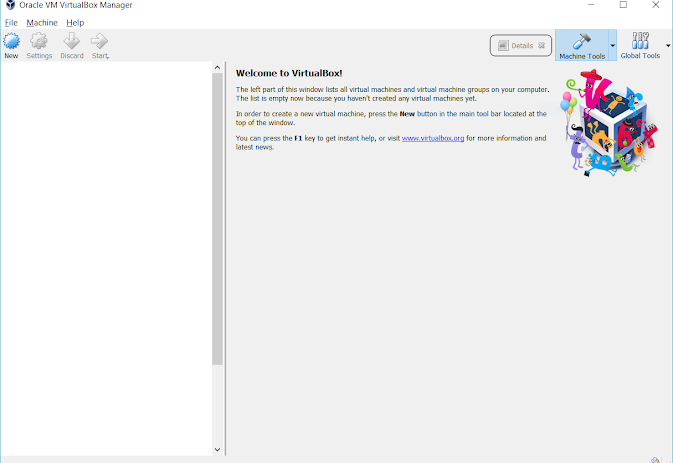 Oracle VM VirtualBox Manager
File Machine Help
New Settings Discard Start
Details
Machine Tools Global Tools
Welcome to VirtualBox!
The left part of this window lists all virtual machines and virtual machine groups on your computer.
The list is empty now because you haven't created any virtual machines yet.
In order to create a new virtual machine, press the New button in the main tool bar located at the
top of the window.
You can press the F1 key to get instant help, or visit www.virtualbox.org for more information and
latest news.